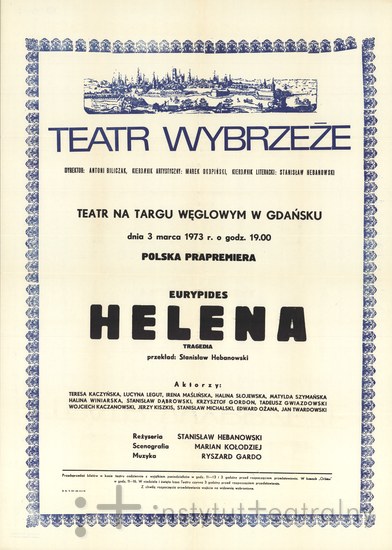 TEATR WYBRZEŻE
DYREKTOR: ANTONI BILICZAK, KIEROWNIK ARTYSTYCZNY: MAREK OKOPIŃSKI, KIEROWNIK LITERACKI: STANISŁAW HEBANOWSKI
TEATR NA TARGU WĘGLOWYM W GDAŃSKU
dnia 3 marca 1973 r. o godz. 19.00
POLSKA PRAPREMIERA
EURYPIDES
HELENA
TRAGEDIA
przekład: Stanisław Hebanowski
Aktorzy:
TERESA KACZYŃSKA, LUCYNA LEGUT, IRENA MAŚLIŃSKA, HALINA SŁOJEWSKA, MATYLDA SZYMAŃSKA
HALINA WINIARSKA, STANISŁAW DĄBROWSKI, KRZYSZTOF GORDON, TADEUSZ GWIAZDOWSKI
WOJCIECH KACZANOWSKI, JERZY KISZKIS, STANISŁAW MICHALSKI, EDWARD OŻANA, JAN TWARDOWSKI
Reżyseria STANISŁAW HEBANOWSKI
Scenografia MARIAN KOŁODZIEJ
Muzyka RYSZARD GARDO
instytut teatralny